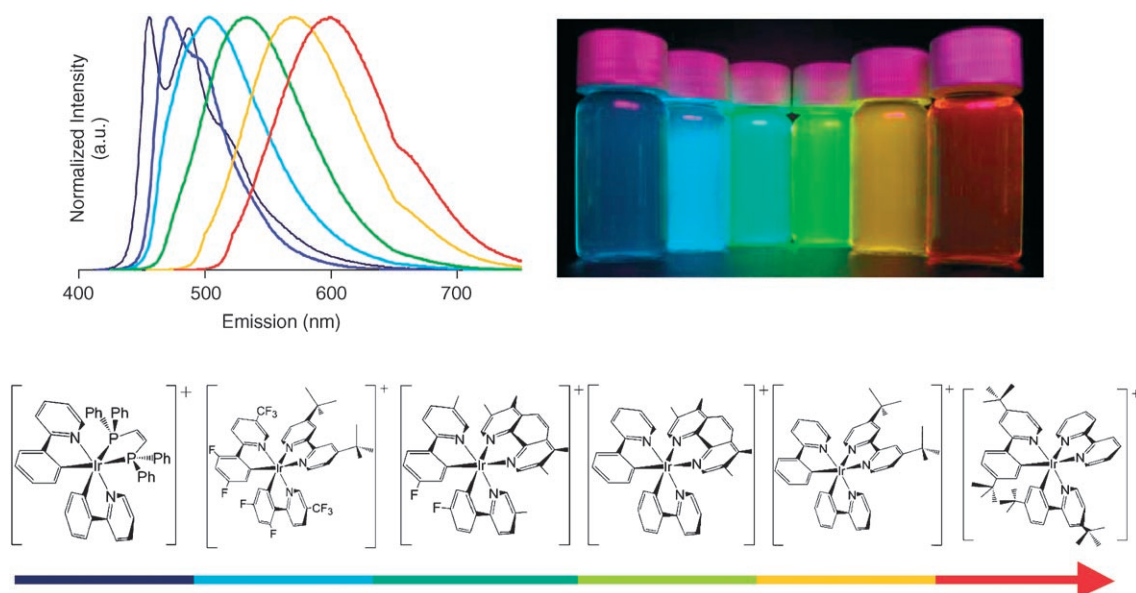 Normalized Intensity
(a.u.)
400 500 600 700
Emission (nm)
+
Ph Ph
P
N
P Ph
Ir Ph
N
+
CF3
N N
F
Ir N
F
N CF3
F
F
+
N N
Ir N
F
F N
+
N N
Ir N
N
+
N N
Ir N
N
+
N N
Ir N
N